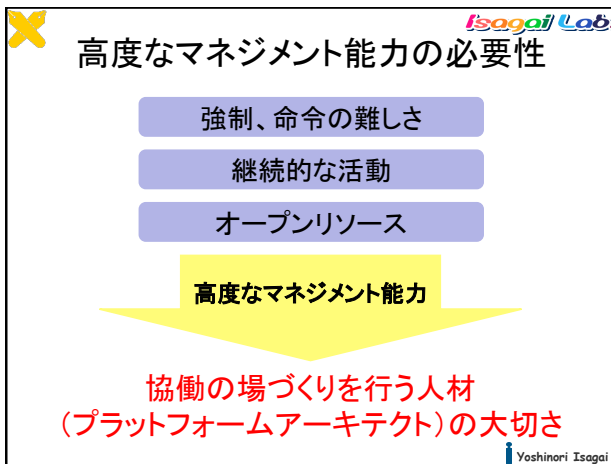 Isagai Lab.
高度なマネジメント能力の必要性
強制、命令の難しさ
継続的な活動
オープンリソース
高度なマネジメント能力
協働の場づくりを行う人材
（プラットフォームアーキテクト）の大切さ
Yoshinori Isagai